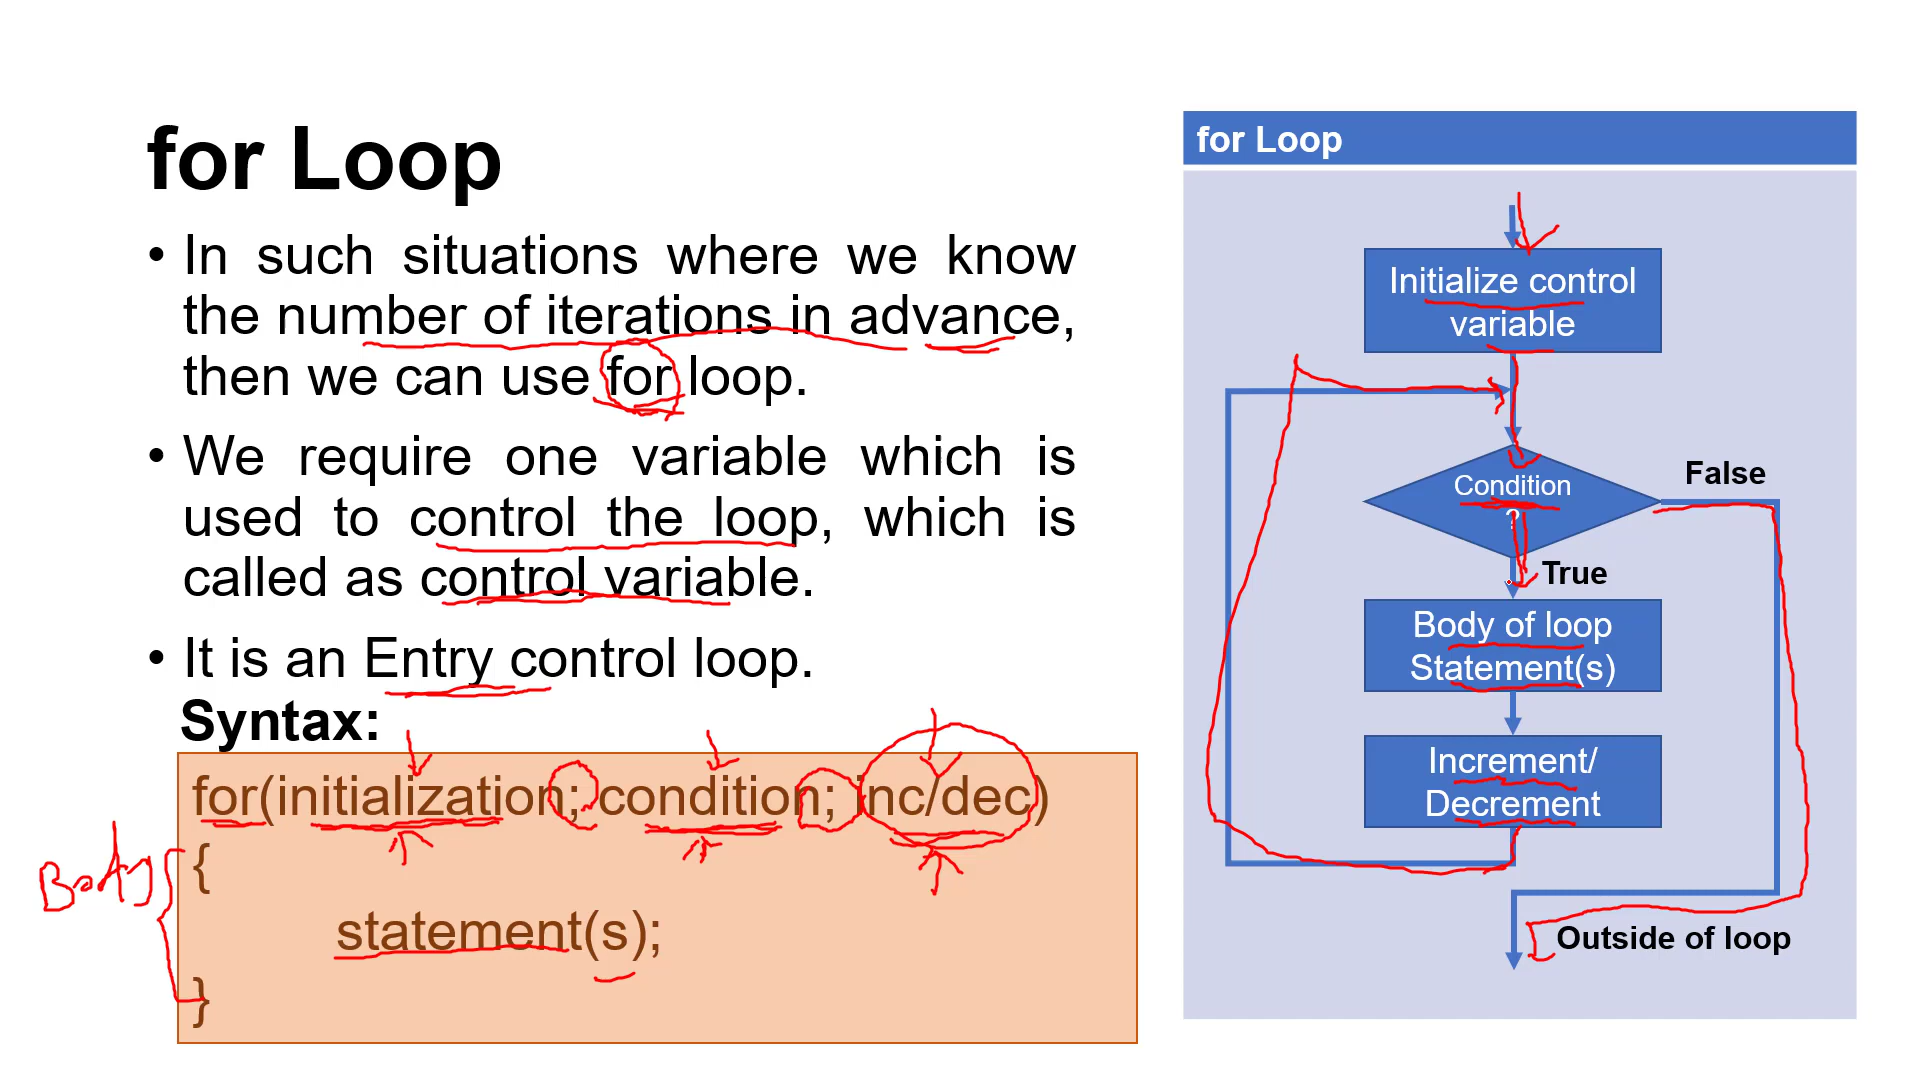 for Loop
• In such situations where we know
the number of iterations in advance,
then we can use for loop.
• We require one variable which is
used to control the loop, which is
called as control variable.
• It is an Entry control loop.
Syntax:
for(initialization; condition; inc/dec)
{
statement(s);
}
Body
for Loop
Initialize control
variable
Condition
?
False
True
Body of loop
Statement(s)
Increment/
Decrement
Outside of loop